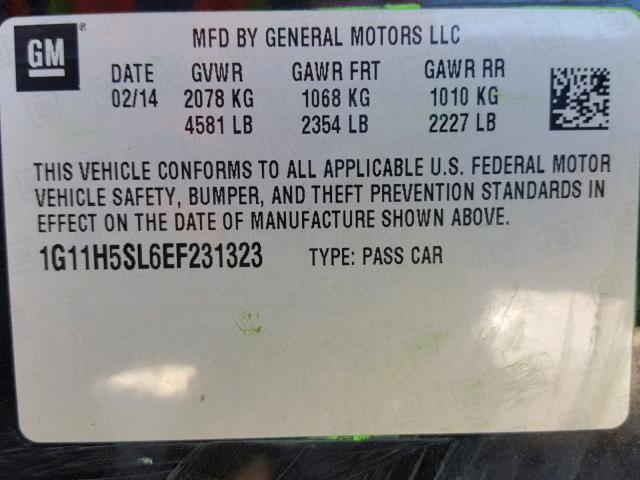 GM ®
MFD BY GENERAL MOTORS LLC
DATE GVWR GAWR FRT GAWR RR
02/14 2078 KG 1068 KG 1010 KG
4581 LB 2354 LB 2227 LB
THIS VEHICLE CONFORMS TO ALL APPLICABLE U.S. FEDERAL MOTOR
VEHICLE SAFETY, BUMPER, AND THEFT PREVENTION STANDARDS IN
EFFECT ON THE DATE OF MANUFACTURE SHOWN ABOVE.
1G11H5SL6EF231323 TYPE: PASS CAR